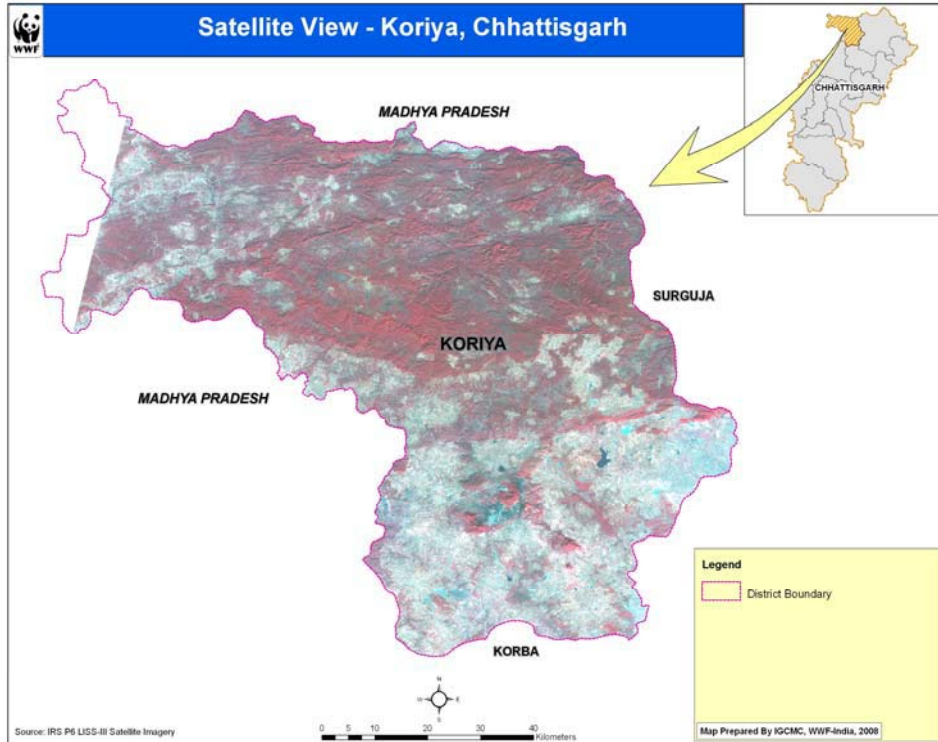 WWF
Satellite View - Koriya, Chhattisgarh
CHHATTISGARH
MADHYA PRADESH
SURGUJA
KORIYA
MADHYA PRADESH
KORBA
Legend
District Boundary
N
W E
S
0 10 20 30 40
Kilometers
Source: IRS P6 LISS-III Satellite Imagery
Map Prepared By IGCMC, WWF-India, 2008